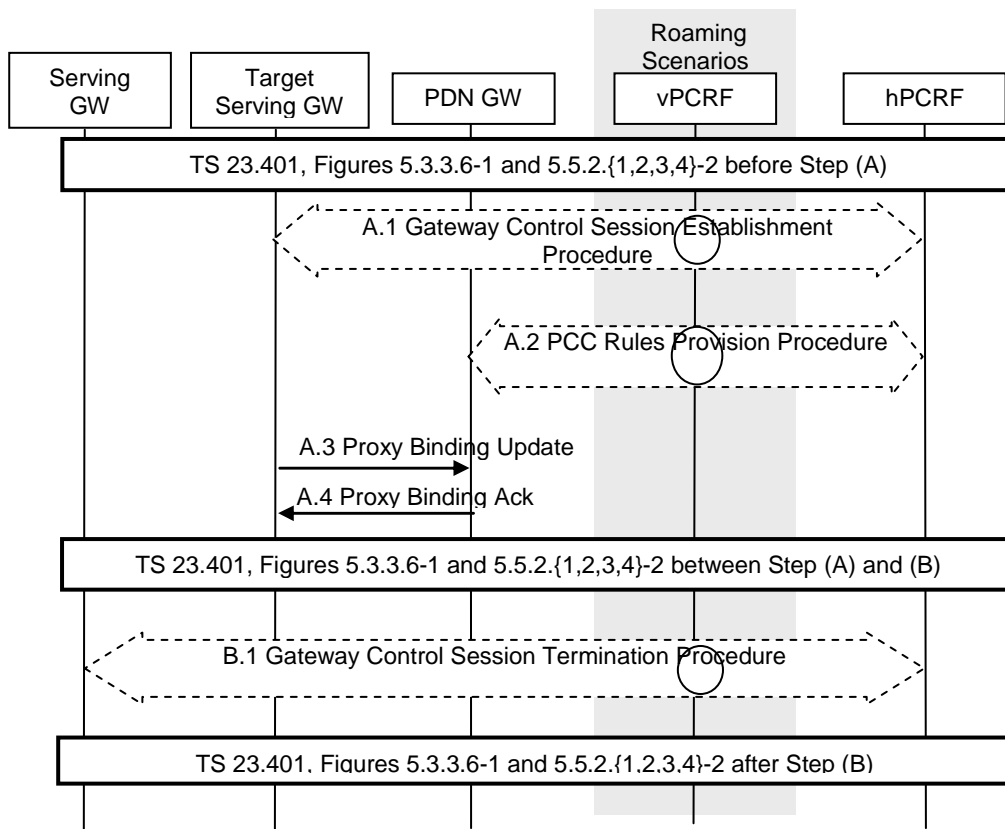 Roaming
Scenarios
Serving
GW
Target
Serving GW
PDN GW
vPCRF
hPCRF
TS 23.401, Figures 5.3.3.6-1 and 5.5.2.{1,2,3,4}-2 before Step (A)
A.1 Gateway Control Session Establishment
Procedure
A.2 PCC Rules Provision Procedure
A.3 Proxy Binding Update
A.4 Proxy Binding Ack
TS 23.401, Figures 5.3.3.6-1 and 5.5.2.{1,2,3,4}-2 between Step (A) and (B)
B.1 Gateway Control Session Termination Procedure
TS 23.401, Figures 5.3.3.6-1 and 5.5.2.{1,2,3,4}-2 after Step (B)